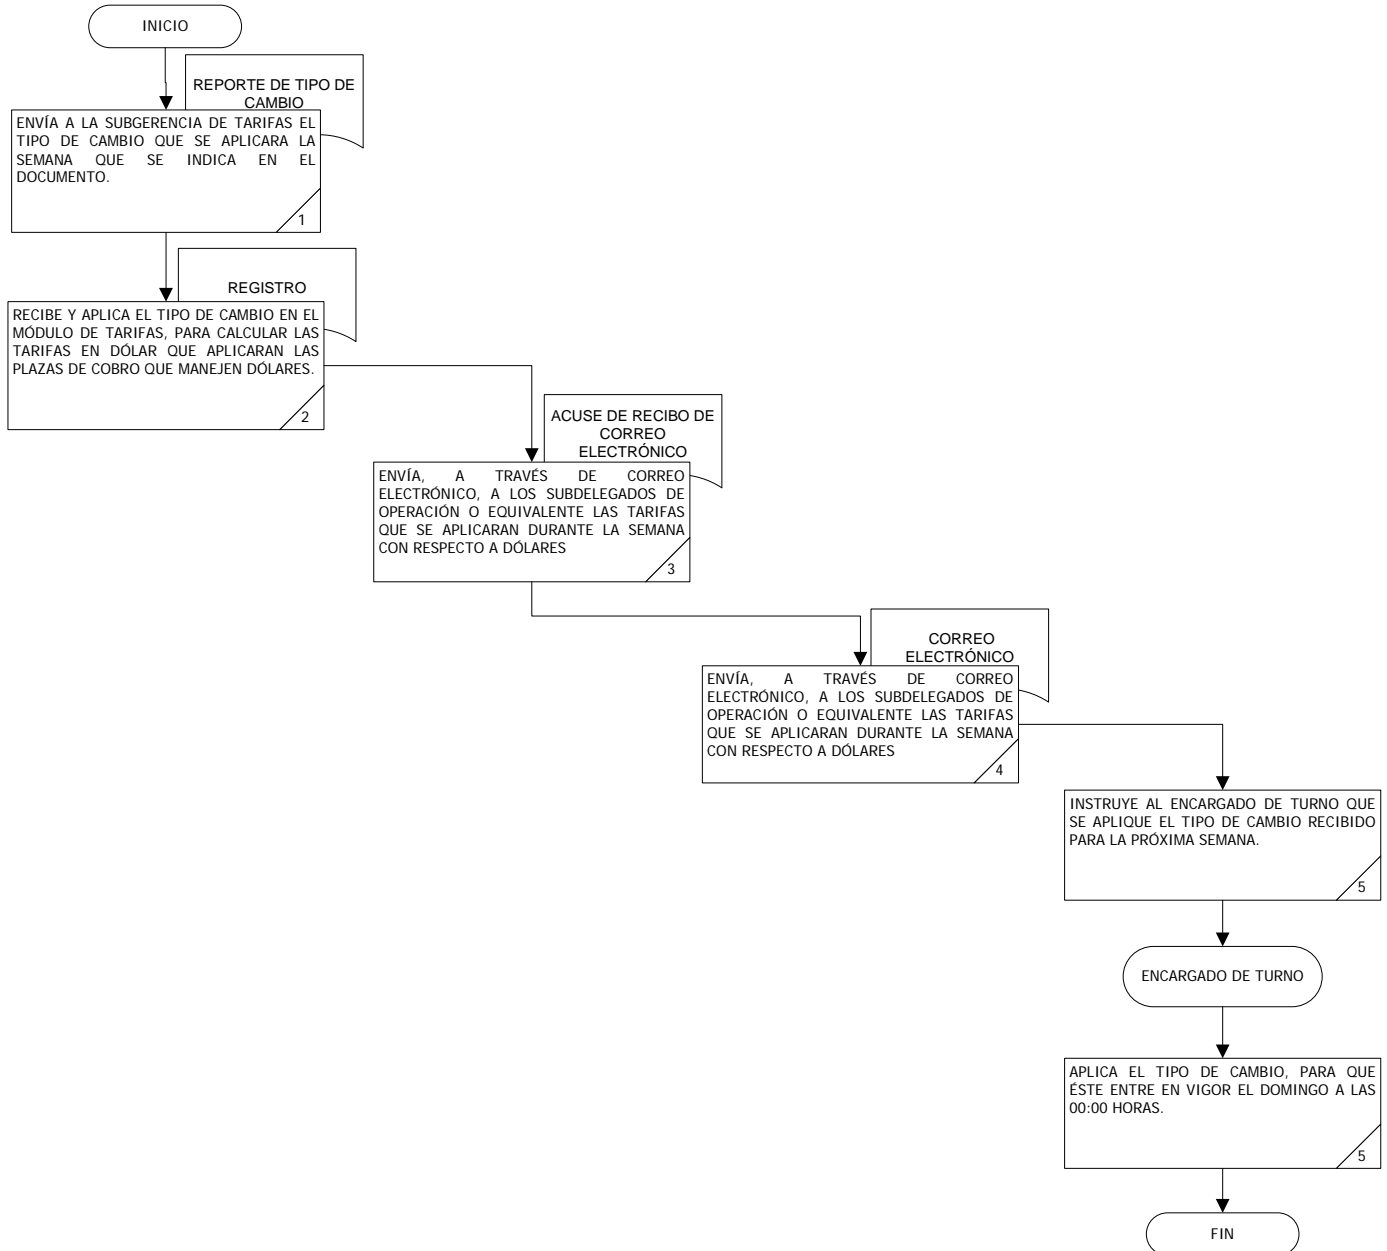 INICIO
REPORTE DE TIPO DE
CAMBIO
ENVÍA A LA SUBGERENCIA DE TARIFAS EL
TIPO DE CAMBIO QUE SE APLICARA LA
SEMANA QUE SE INDICA EN EL
DOCUMENTO.
1
REGISTRO
RECIBE Y APLICA EL TIPO DE CAMBIO EN EL
MÓDULO DE TARIFAS, PARA CALCULAR LAS
TARIFAS EN DÓLAR QUE APLICARAN LAS
PLAZAS DE COBRO QUE MANEJEN DÓLARES.
2
ACUSE DE RECIBO DE
CORREO
ELECTRÓNICO
ENVÍA, A TRAVÉS DE CORREO
ELECTRÓNICO, A LOS SUBDELEGADOS DE
OPERACIÓN O EQUIVALENTE LAS TARIFAS
QUE SE APLICARAN DURANTE LA SEMANA
CON RESPECTO A DÓLARES
3
CORREO
ELECTRÓNICO
ENVÍA, A TRAVÉS DE CORREO
ELECTRÓNICO, A LOS SUBDELEGADOS DE
OPERACIÓN O EQUIVALENTE LAS TARIFAS
QUE SE APLICARAN DURANTE LA SEMANA
CON RESPECTO A DÓLARES
4
INSTRUYE AL ENCARGADO DE TURNO QUE
SE APLIQUE EL TIPO DE CAMBIO RECIBIDO
PARA LA PRÓXIMA SEMANA.
5
ENCARGADO DE TURNO
APLICA EL TIPO DE CAMBIO, PARA QUE
ÉSTE ENTRE EN VIGOR EL DOMINGO A LAS
00:00 HORAS.
5
FIN